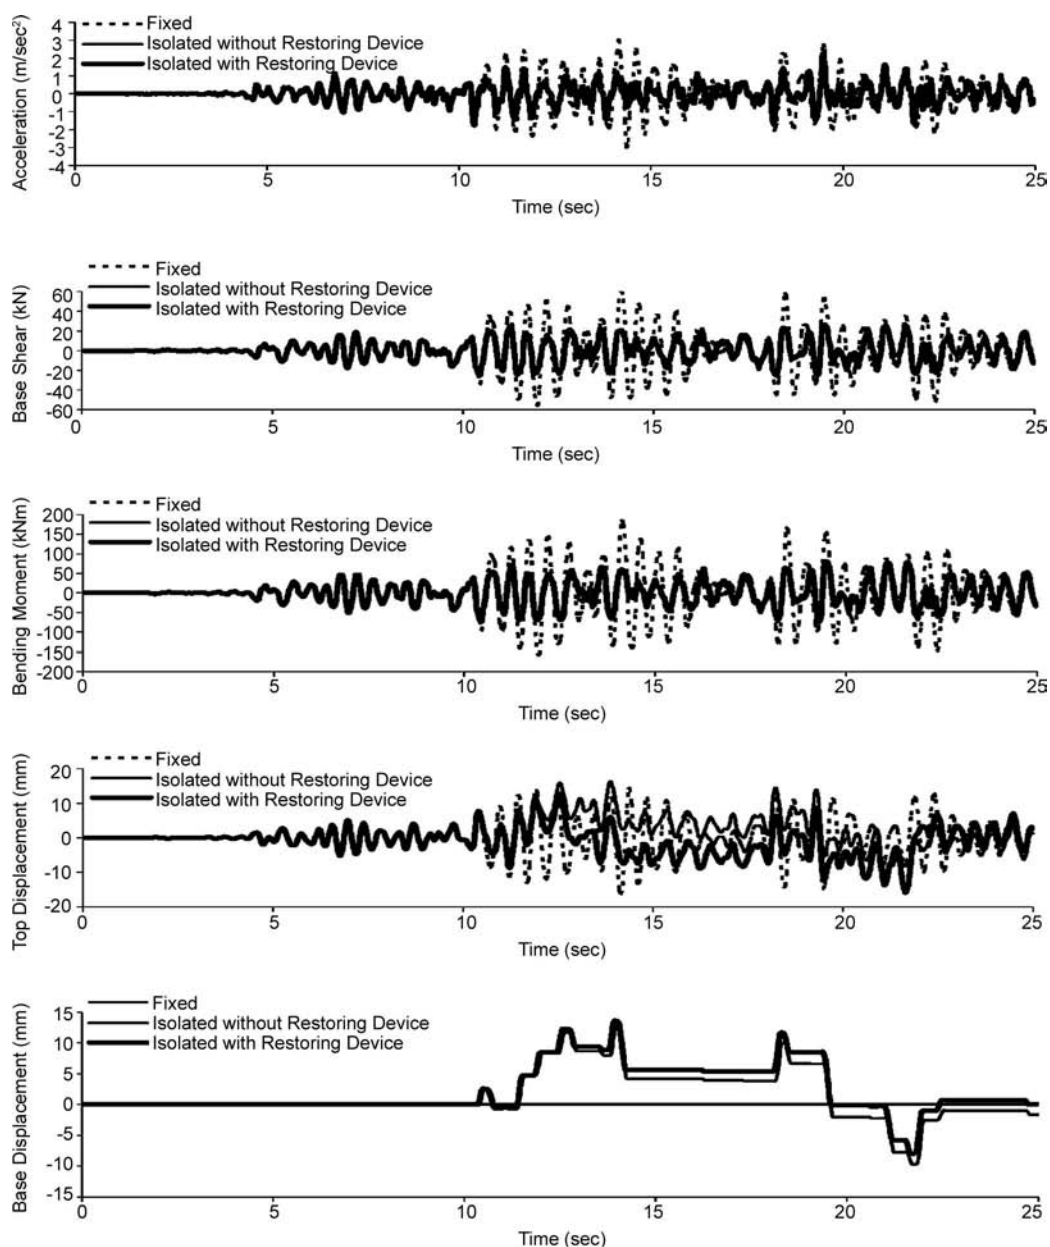 Acceleration (m/sec²)
4
3
2
1
0
-1
-2
-3
-4
Fixed
Isolated without Restoring Device
Isolated with Restoring Device
0 5 10 15 20 25
Time (sec)
Base Shear (kN)
60
40
20
0
-20
-40
-60
Fixed
Isolated without Restoring Device
Isolated with Restoring Device
0 5 10 15 20 25
Time (sec)
Bending Moment (kNm)
200
150
100
50
0
-50
-100
-150
-200
Fixed
Isolated without Restoring Device
Isolated with Restoring Device
0 5 10 15 20 25
Time (sec)
Top Displacement (mm)
20
10
0
-10
-20
Fixed
Isolated without Restoring Device
Isolated with Restoring Device
0 5 10 15 20 25
Time (sec)
Base Displacement (mm)
15
10
5
0
-5
-10
-15
Fixed
Isolated without Restoring Device
Isolated with Restoring Device
0 5 10 15 20 25
Time (sec)